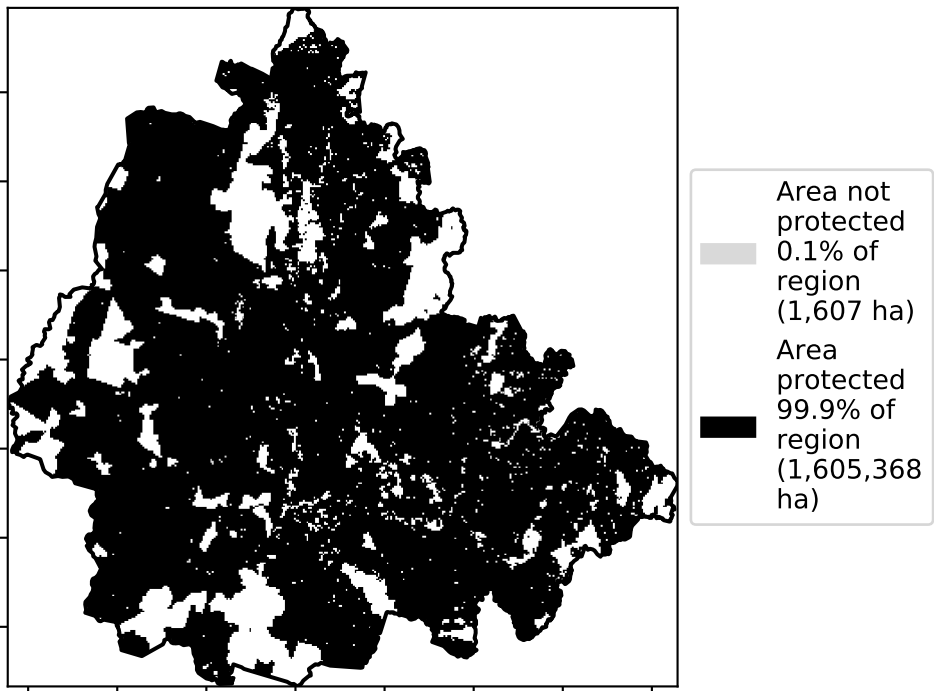 Area not
protected
0.1% of
region
(1,607 ha)
Area
protected
99.9% of
region
(1,605,368
ha)